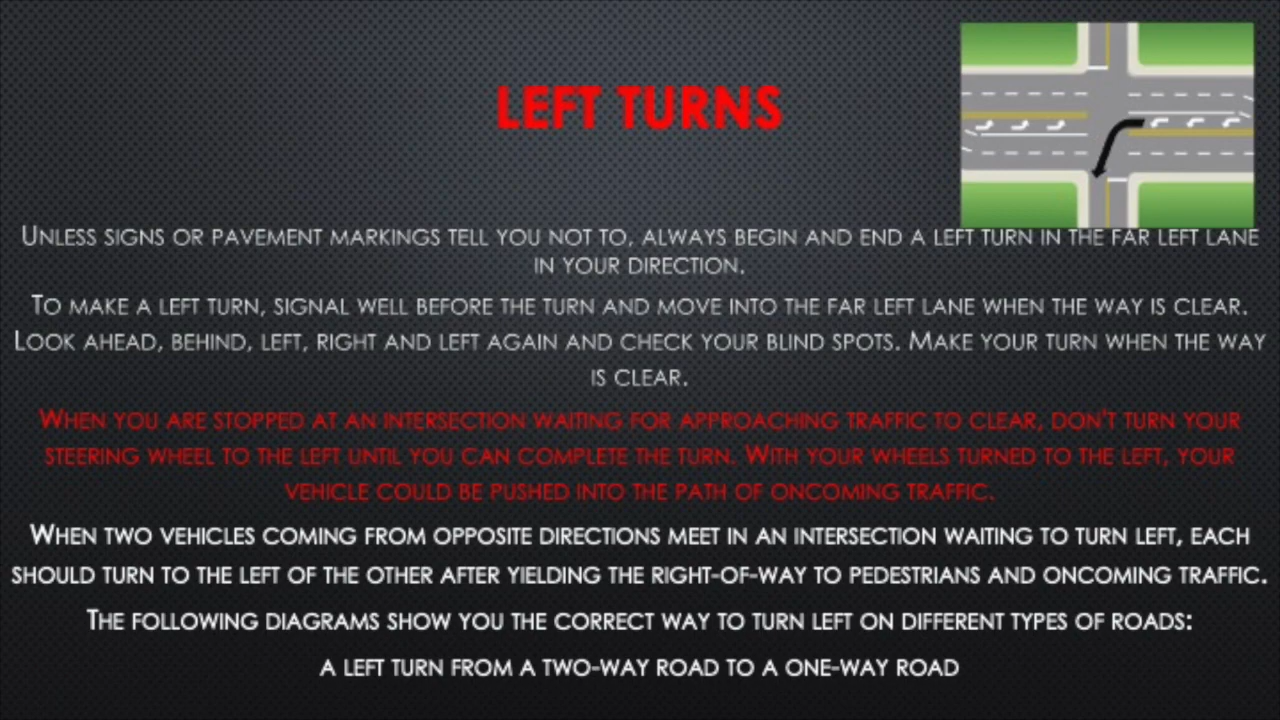 LEFT TURNS
UNLESS SIGNS OR PAVEMENT MARKINGS TELL YOU NOT TO, ALWAYS BEGIN AND END A LEFT TURN IN THE FAR LEFT LANE
IN YOUR DIRECTION.
TO MAKE A LEFT TURN, SIGNAL WELL BEFORE THE TURN AND MOVE INTO THE FAR LEFT LANE WHEN THE WAY IS CLEAR.
LOOK AHEAD, BEHIND, LEFT, RIGHT AND LEFT AGAIN AND CHECK YOUR BLIND SPOTS. MAKE YOUR TURN WHEN THE WAY
IS CLEAR.
WHEN YOU ARE STOPPED AT AN INTERSECTION WAITING FOR APPROACHING TRAFFIC TO CLEAR, DON'T TURN YOUR
STEERING WHEEL TO THE LEFT UNTIL YOU CAN COMPLETE THE TURN. WITH YOUR WHEELS TURNED TO THE LEFT, YOUR
VEHICLE COULD BE PUSHED INTO THE PATH OF ONCOMING TRAFFIC.
WHEN TWO VEHICLES COMING FROM OPPOSITE DIRECTIONS MEET IN AN INTERSECTION WAITING TO TURN LEFT, EACH
SHOULD TURN TO THE LEFT OF THE OTHER AFTER YIELDING THE RIGHT-OF-WAY TO PEDESTRIANS AND ONCOMING TRAFFIC.
THE FOLLOWING DIAGRAMS SHOW YOU THE CORRECT WAY TO TURN LEFT ON DIFFERENT TYPES OF ROADS:
A LEFT TURN FROM A TWO-WAY ROAD TO A ONE-WAY ROAD